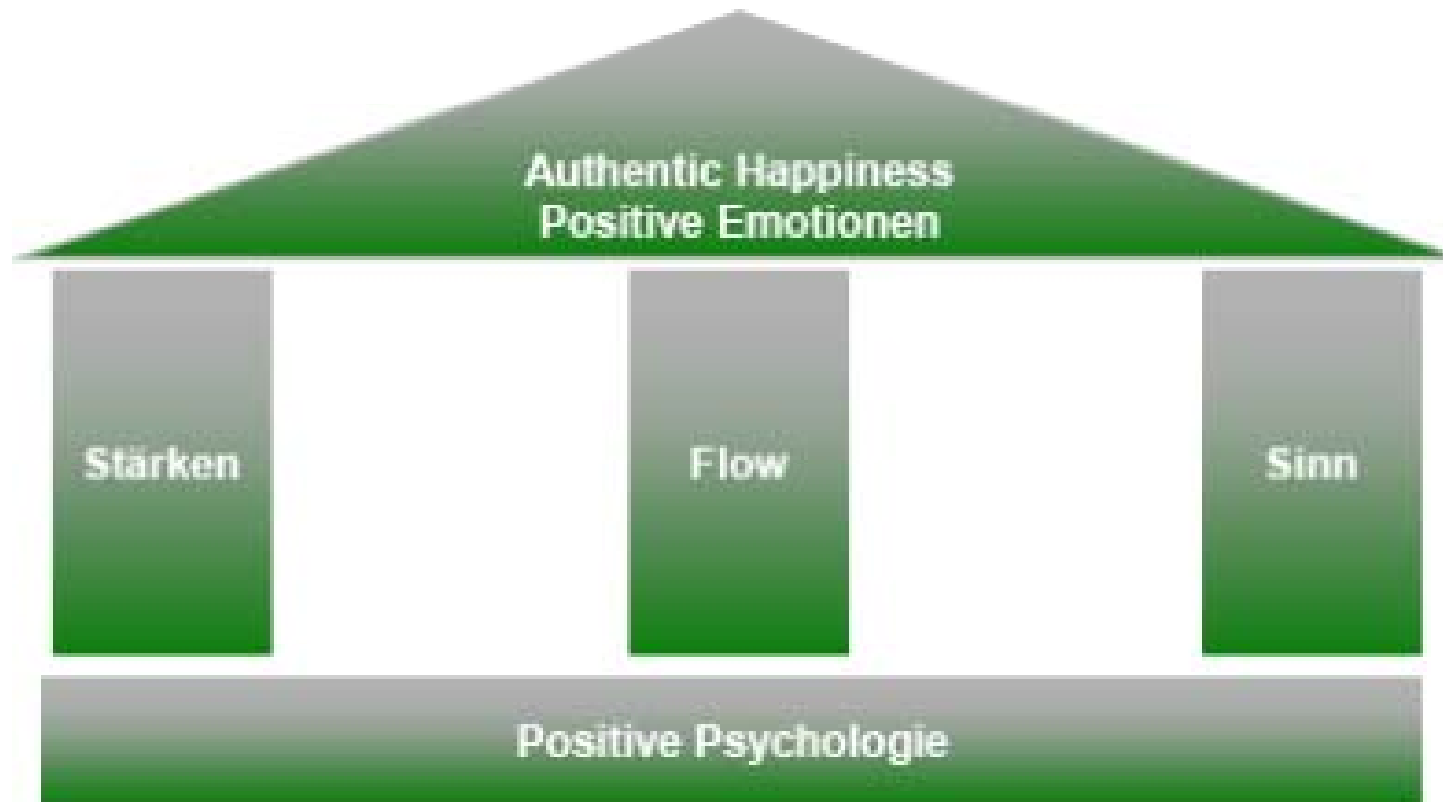 Authentic Happiness
Positive Emotionen
Stärken
Flow
Sinn
Positive Psychologie